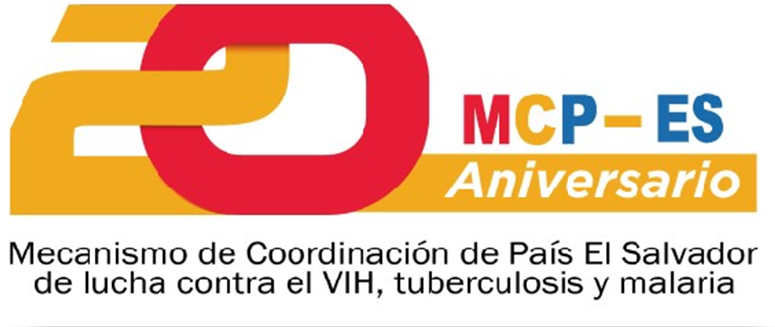 20
MCP-ES
Aniversario
Mecanismo de Coordinación de País El Salvador
de lucha contra el VIH, tuberculosis y malaria